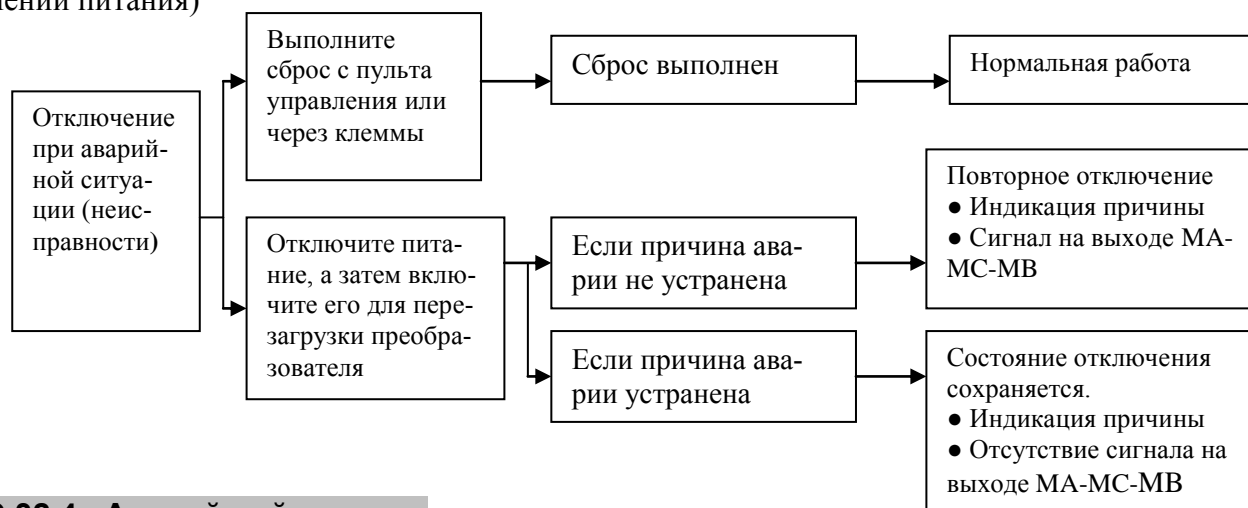 нении питания)
Отключение
при аварий-
ной ситуа-
ции (неис-
правности)
Выполните
сброс с пульта
управления или
через клеммы
Сброс выполнен
Нормальная работа
Отключите пита-
ние, а затем вклю-
чите его для пере-
загрузки преобра-
зователя
Если причина ава-
рии не устранена
Повторное отключение
● Индикация причины
● Сигнал на выходе МА-
МС-МВ
Если причина ава-
рии устранена
Состояние отключения
сохраняется.
● Индикация причины
● Отсутствие сигнала на
выходе МА-МС-МВ